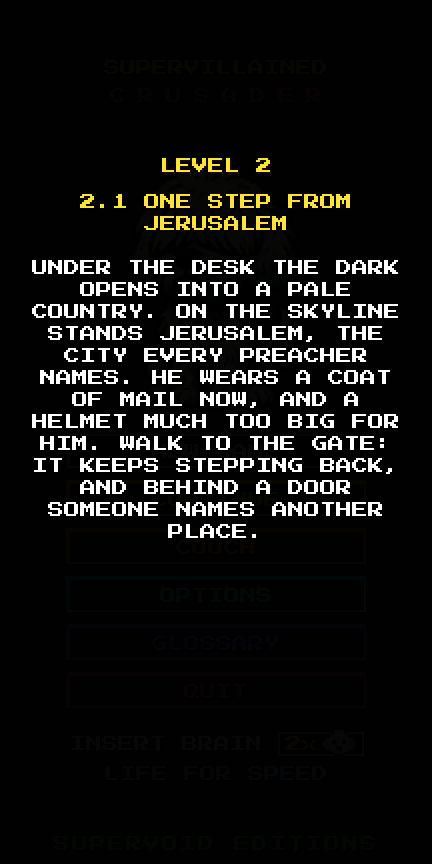 SUPERVILLAINED
CRUSADER
LEVEL 2
2.1 ONE STEP FROM
JERUSALEM
UNDER THE DESK THE DARK
OPENS INTO A PALE
COUNTRY. ON THE SKYLINE
STANDS JERUSALEM, THE
CITY EVERY PREACHER
NAMES. HE WEARS A COAT
OF MAIL NOW, AND A
HELMET MUCH TOO BIG FOR
HIM. WALK TO THE GATE:
IT KEEPS STEPPING BACK,
AND BEHIND A DOOR
SOMEONE NAMES ANOTHER
PLACE.
COUCH
OPTIONS
GLOSSARY
QUIT
INSERT BRAIN 2x
LIFE FOR SPEED
SUPERVOID EDITIONS